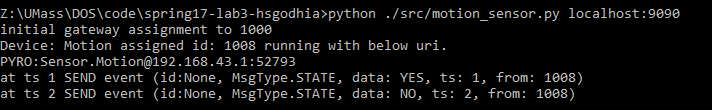 Z:\UMass\DOS\code\spring17-lab3-hsgodhia>python ./src/motion_sensor.py localhost:9090
initial gateway assignment to 1000
Device: Motion assigned id: 1008 running with below uri.
PYRO:Sensor.Motion@192.168.43.1:52793
at ts 1 SEND event (id:None, MsgType.STATE, data: YES, ts: 1, from: 1008)
at ts 2 SEND event (id:None, MsgType.STATE, data: NO, ts: 2, from: 1008)